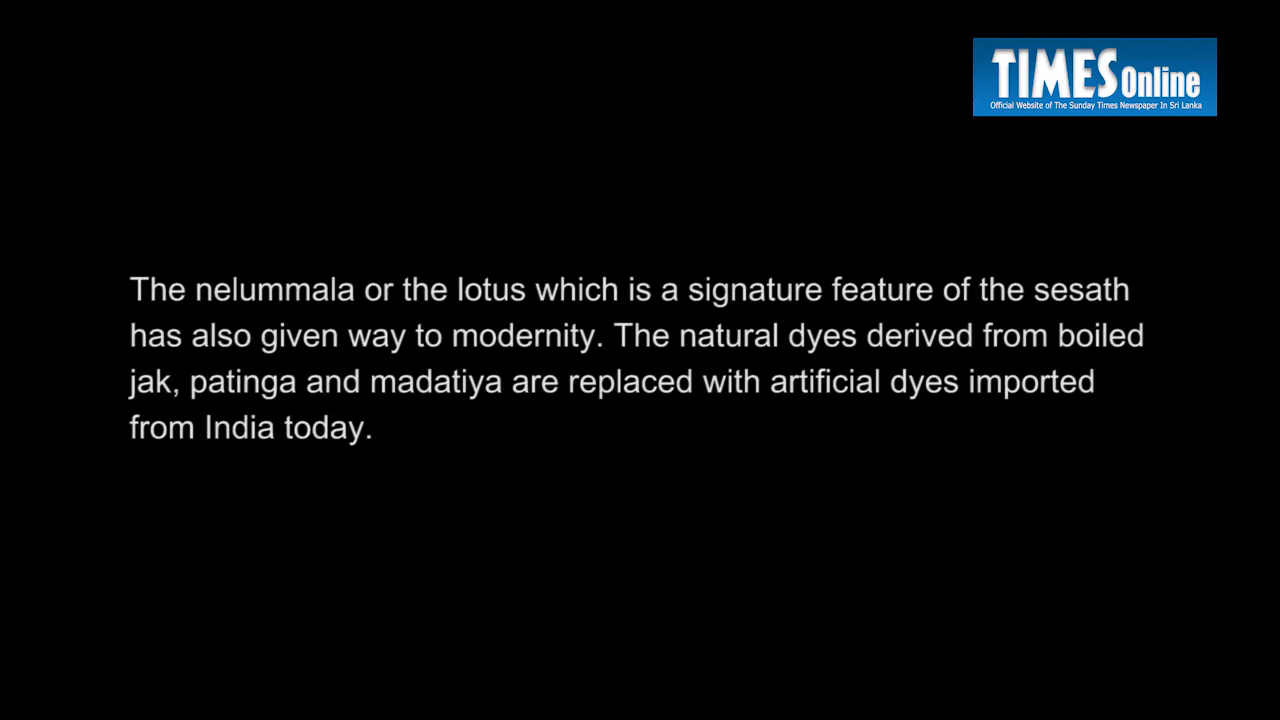 TIMES Online
Official Website of The Sunday Times Newspaper In Sri Lanka
The nelummala or the lotus which is a signature feature of the sesath
has also given way to modernity. The natural dyes derived from boiled
jak, patinga and madatiya are replaced with artificial dyes imported
from India today.